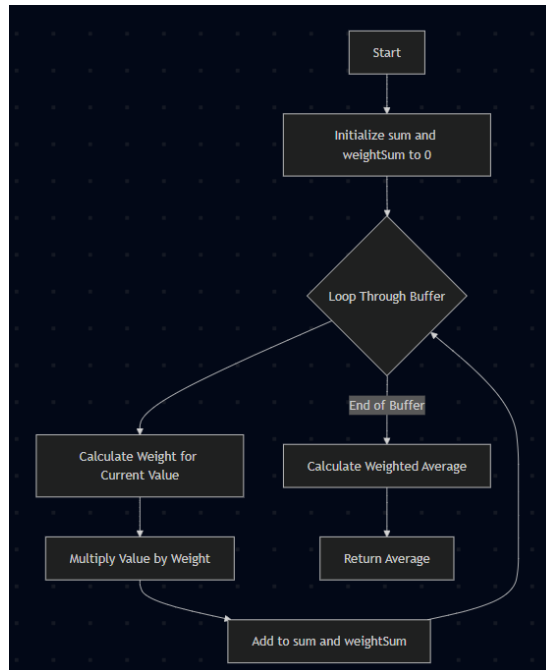 Start
Initialize sum and
weightSum to 0
Loop Through Buffer
End of Buffer
Calculate Weight for
Current Value
Calculate Weighted Average
Multiply Value by Weight
Return Average
Add to sum and weightSum